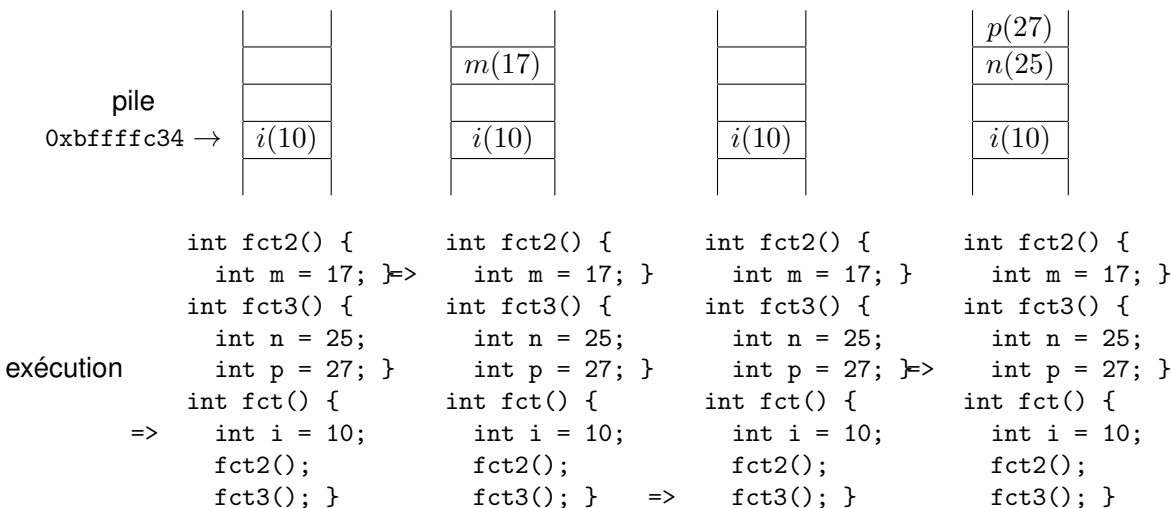 p(27)
m(17) n(25)
pile
0xbffffc34 → i(10) i(10) i(10) i(10)
int fct2() { int fct2() { int fct2() { int fct2() {
int m = 17; } => int m = 17; } int m = 17; } int m = 17; }
int fct3() { int fct3() { int fct3() { int fct3() {
int n = 25; int n = 25; int n = 25; int n = 25;
exécution int p = 27; } int p = 27; } int p = 27; } => int p = 27; }
int fct() { int fct() { int fct() { int fct() {
=> int i = 10; int i = 10; int i = 10; int i = 10;
fct2(); fct2(); fct2(); fct2();
fct3(); } fct3(); } => fct3(); } fct3(); }